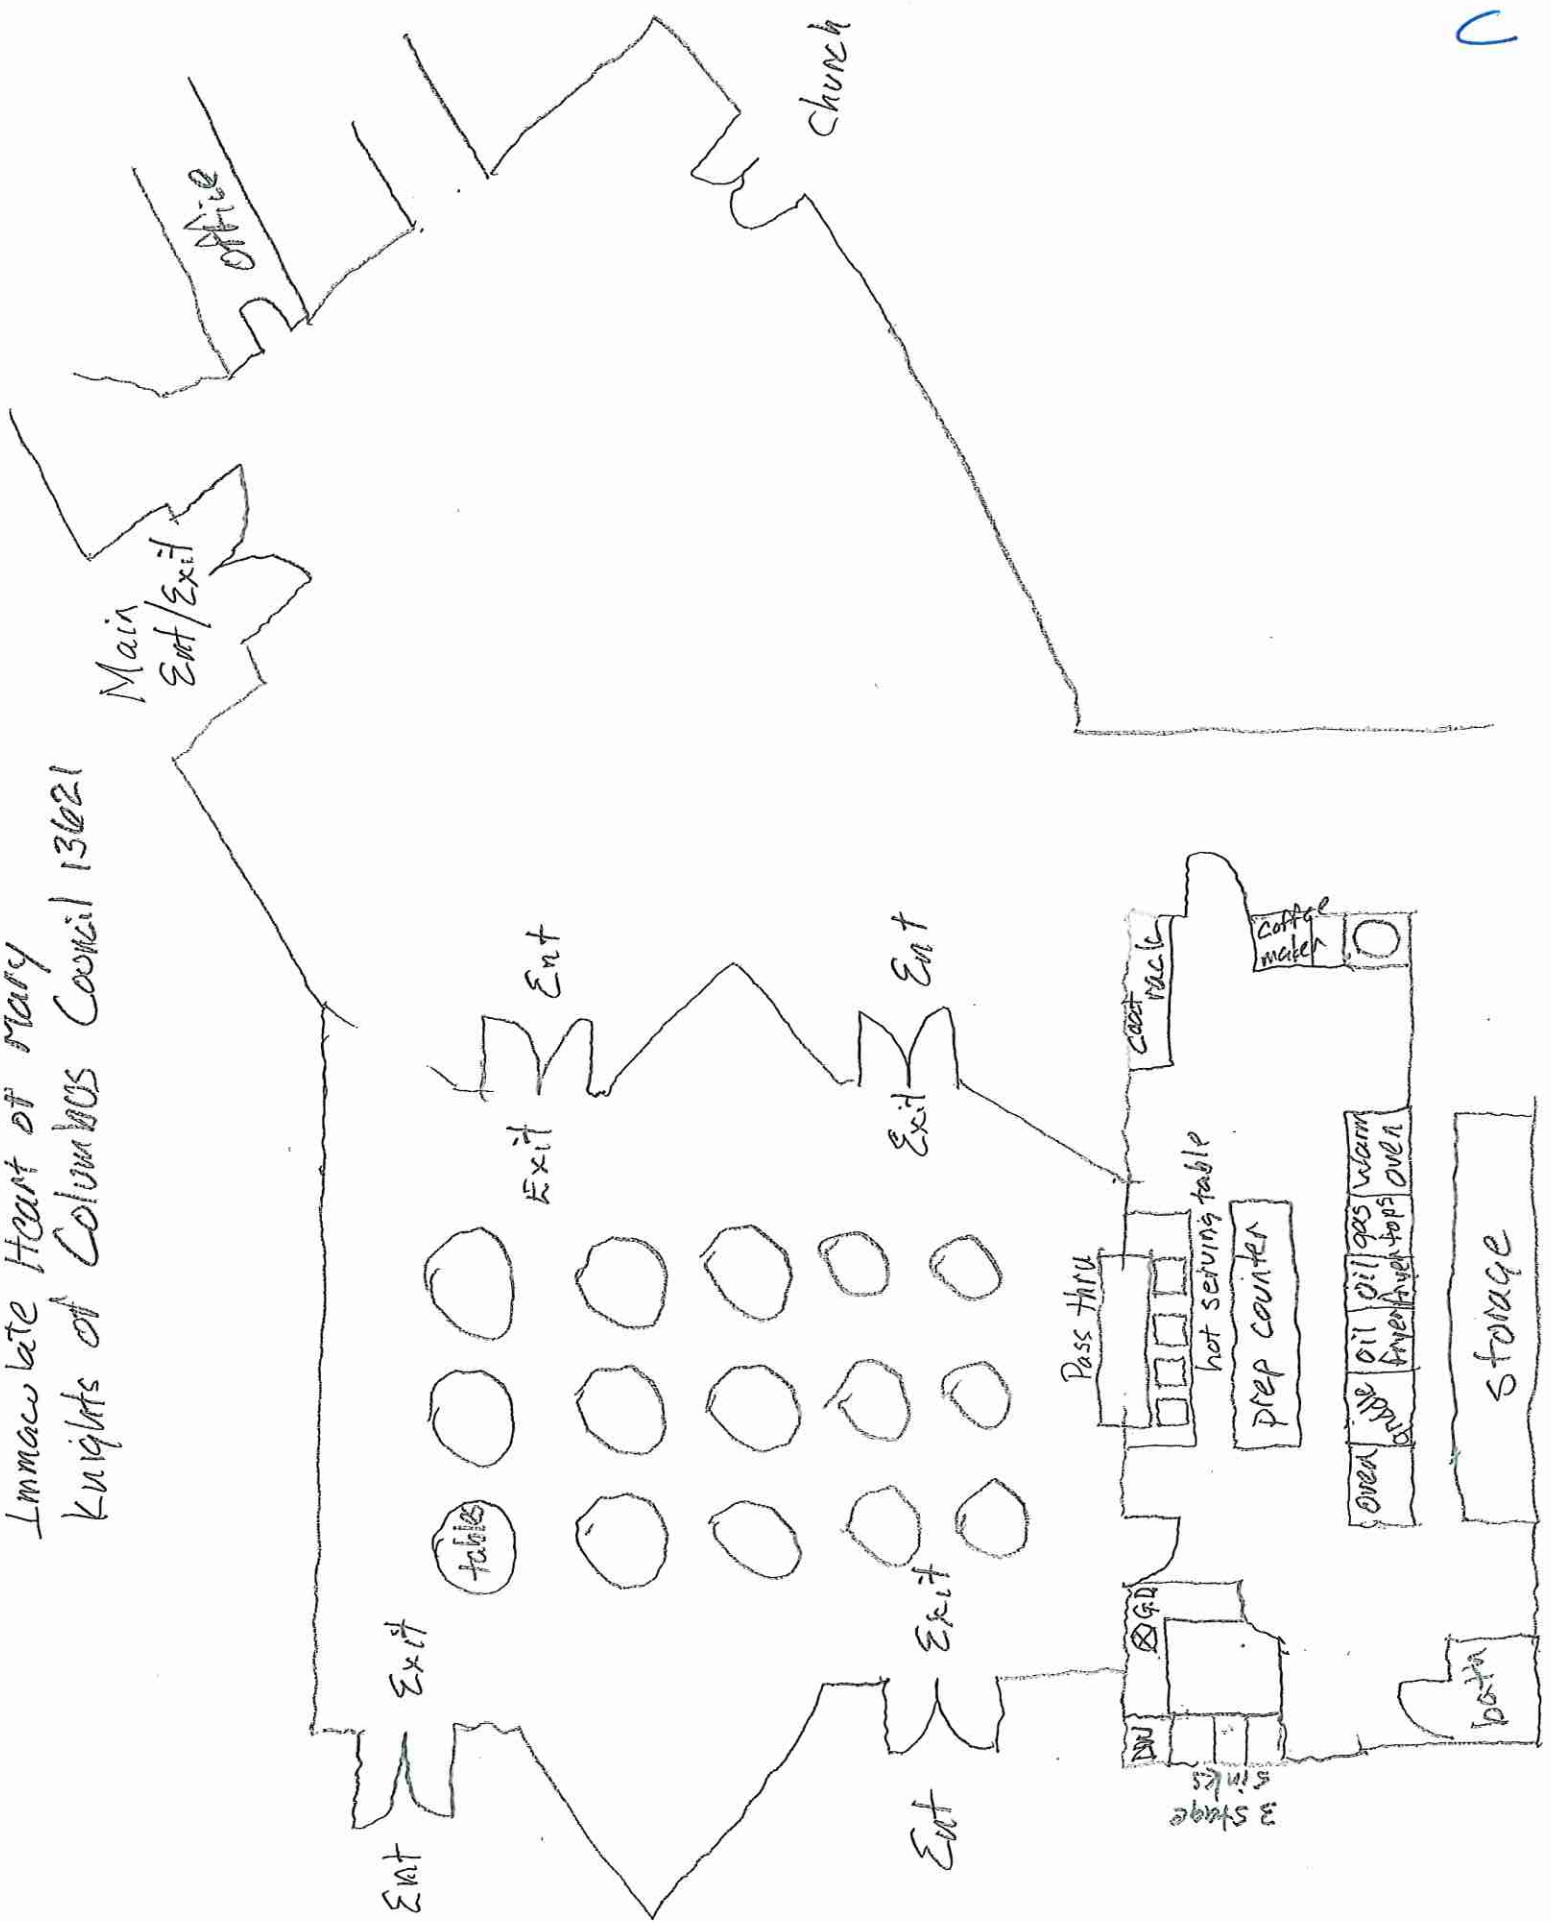 Immaculate Heart of Mary
Knights of Columbus Council 13621
Main
Ent/Exit
office
Church
C
Ent
Exit
Exit
Ent
tables
Ent
Exit
Exit
Ent
Pass thru
hot serving table
prep counter
coat
rack
coffee
maker
oven
oil
fryer
oil
fryer
gas
tops
warm
oven
storage
G.D.
DW
3 stage
sinks
bath